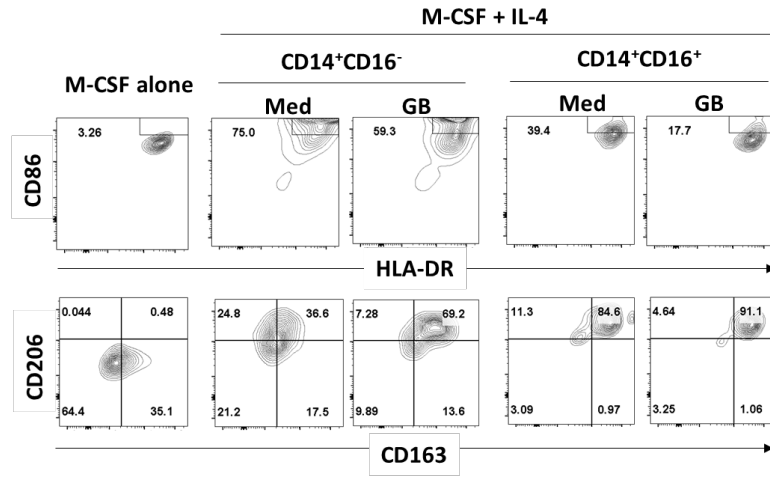 M-CSF + IL-4
CD14⁺CD16⁻
CD14⁺CD16⁺
M-CSF alone
Med
GB
Med
GB
CD86
3.26
75.0
59.3
39.4
17.7
HLA-DR
CD206
0.044
0.48
24.8
36.6
7.28
69.2
11.3
84.6
4.64
91.1
64.4
35.1
21.2
17.5
9.89
13.6
3.09
0.97
3.25
1.06
CD163